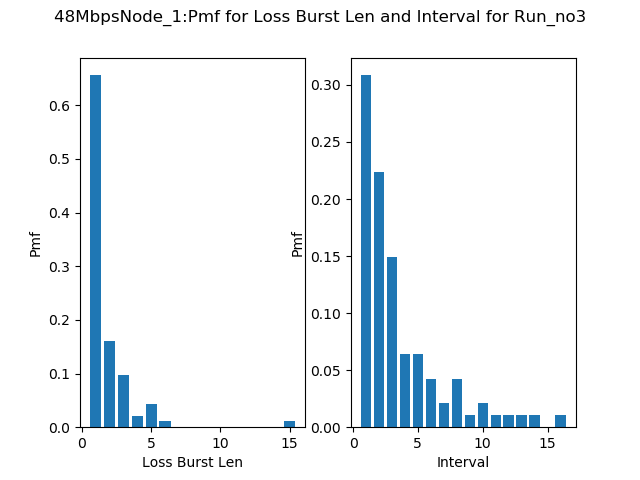 48MbpsNode_1:Pmf for Loss Burst Len and Interval for Run_no3
Pmf
0.6
0.5
0.4
0.3
0.2
0.1
0.0
0 5 10 15
Loss Burst Len
Pmf
0.30
0.25
0.20
0.15
0.10
0.05
0.00
0 5 10 15
Interval